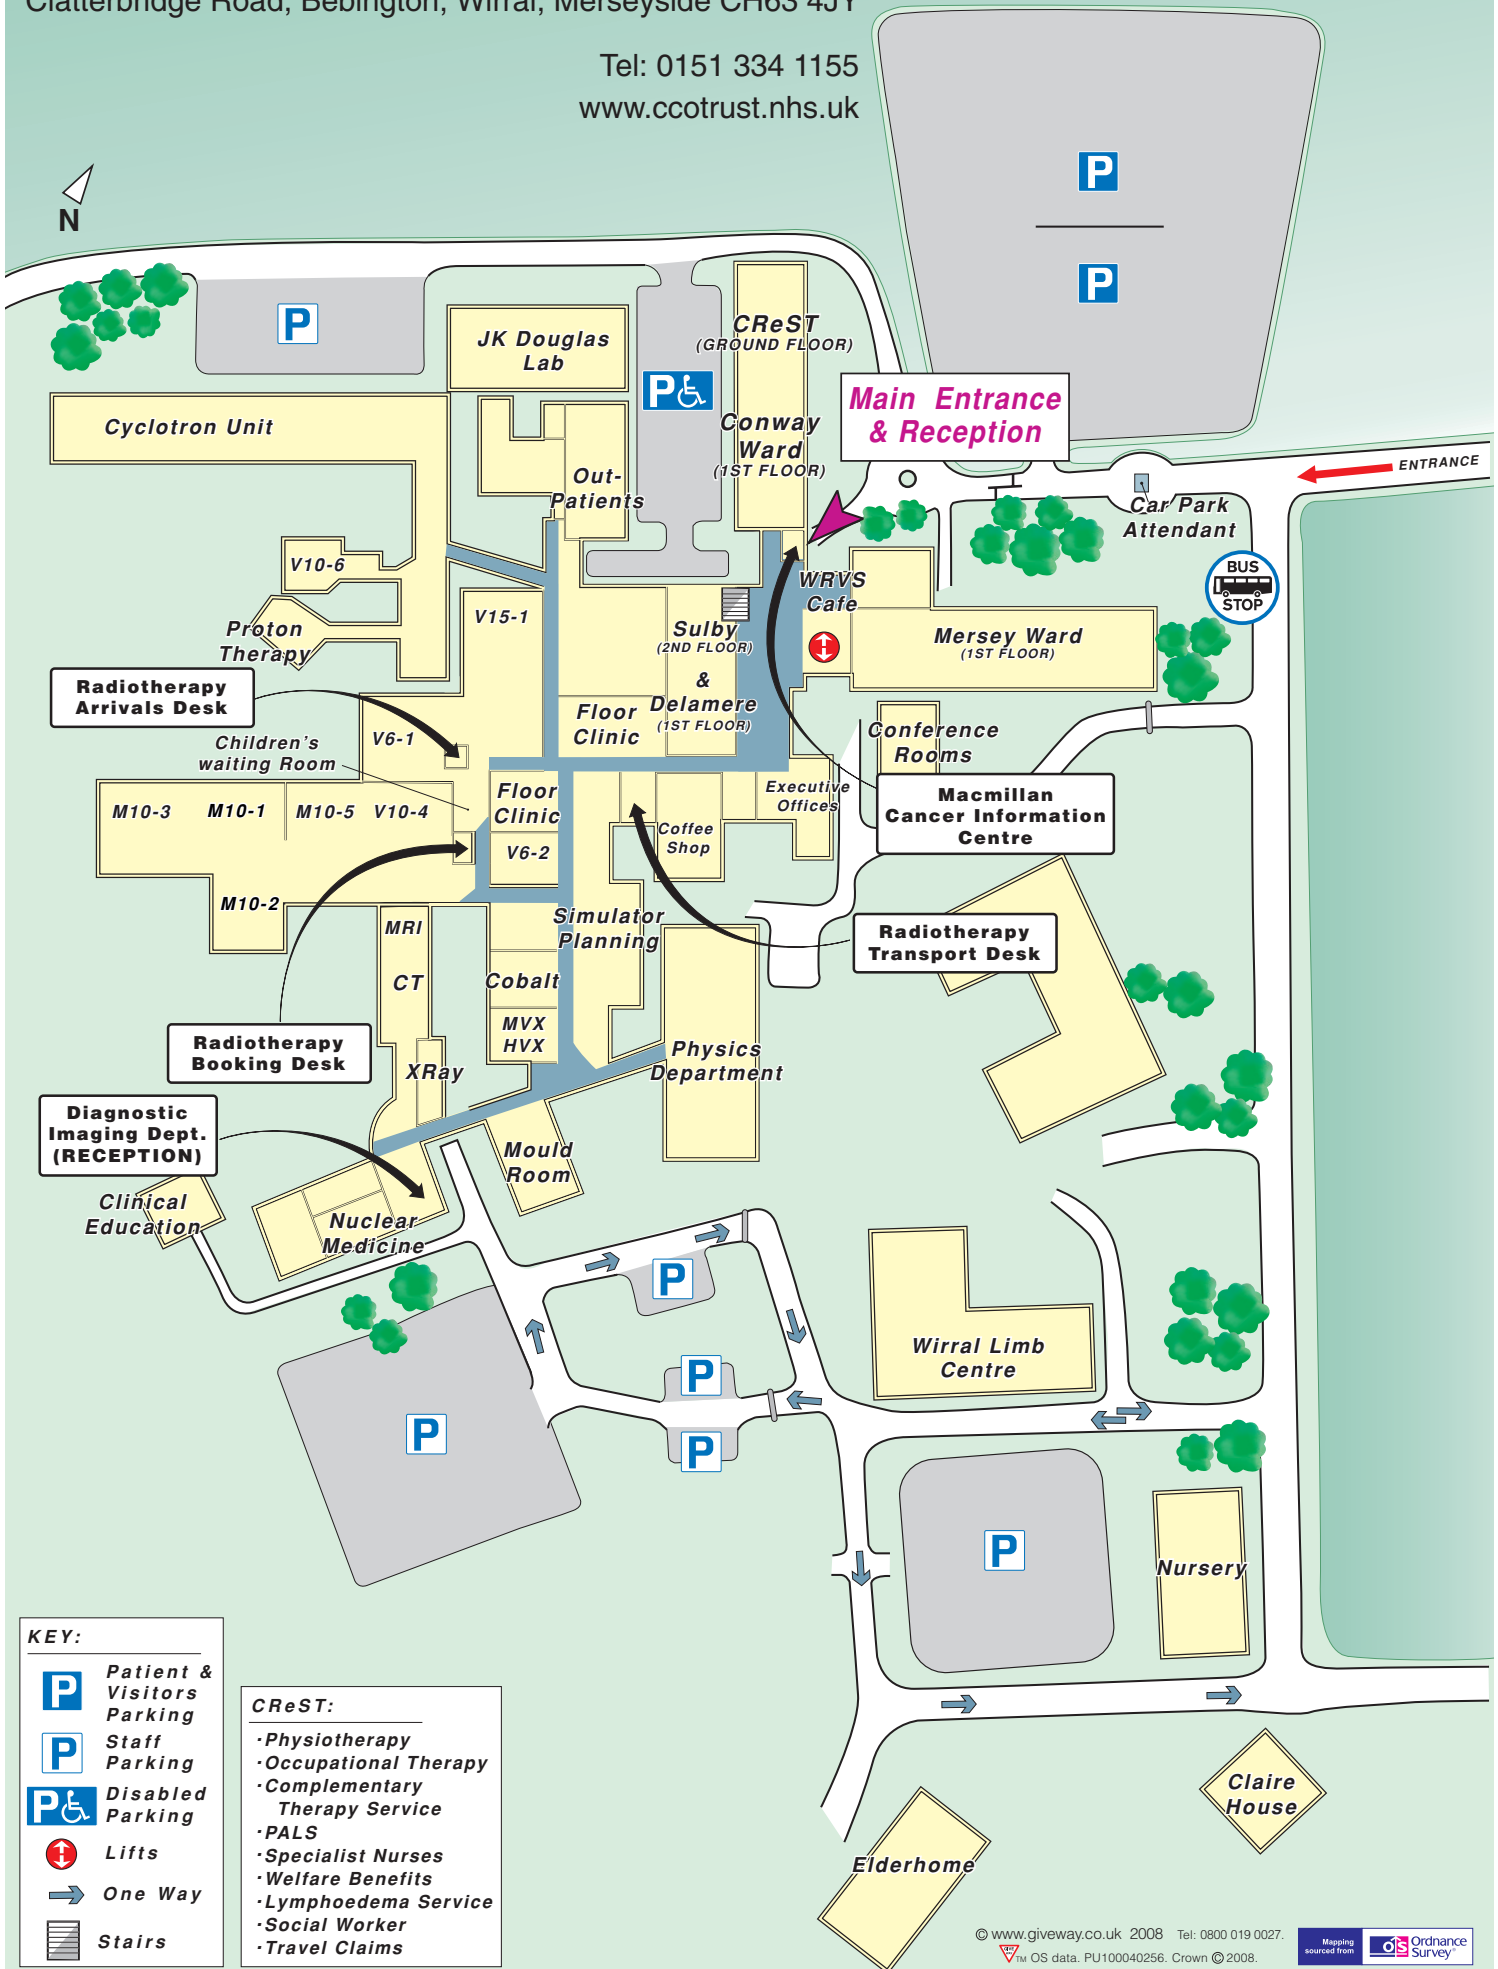 Clatterbridge Road, Bebington, Wirral, Merseyside CH63 4JY
Tel: 0151 334 1155
www.ccotrust.nhs.uk
N
P
P
P
P
JK Douglas
Lab
CReST
(GROUND FLOOR)
Conway
Ward
(1ST FLOOR)
Main Entrance
& Reception
ENTRANCE
Car Park
Attendant
BUS
STOP
Cyclotron Unit
Out-
Patients
V10-6
Proton
Therapy
V15-1
WRVS
Cafe
Mersey Ward
(1ST FLOOR)
Sulby
(2ND FLOOR)
&
Delamere
(1ST FLOOR)
Radiotherapy
Arrivals Desk
Floor
Clinic
V6-1
Children's
waiting Room
Conference
Rooms
M10-3
M10-1
M10-5
V10-4
Floor
Clinic
V6-2
Executive
Offices
Coffee
Shop
Macmillan
Cancer Information
Centre
M10-2
MRI
CT
Simulator
Planning
Radiotherapy
Transport Desk
Cobalt
MVX
HVX
Radiotherapy
Booking Desk
XRay
Physics
Department
Diagnostic
Imaging Dept.
(RECEPTION)
Mould
Room
Clinical
Education
Nuclear
Medicine
P
P
P
P
P
Wirral Limb
Centre
Nursery
Claire
House
Elderhome
KEY:
P
Patient &
Visitors
Parking
P
Staff
Parking
P
Disabled
Parking
Lifts
One Way
Stairs
CReST:
·Physiotherapy
·Occupational Therapy
·Complementary
Therapy Service
·PALS
·Specialist Nurses
·Welfare Benefits
·Lymphoedema Service
·Social Worker
·Travel Claims
© www.giveway.co.uk 2008 Tel: 0800 019 0027.
TM OS data. PU100040256. Crown © 2008.
Mapping
sourced from
OS Ordnance
Survey®